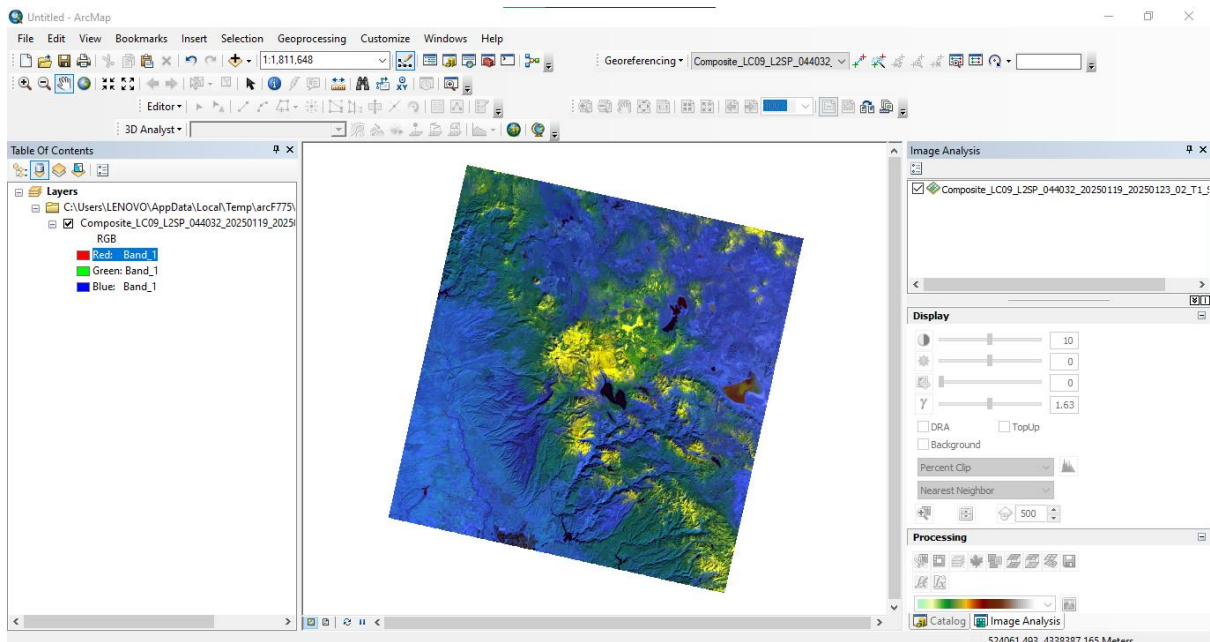 Untitled - ArcMap
File Edit View Bookmarks Insert Selection Geoprocessing Customize Windows Help
1:1,811,648
Georeferencing
Composite_LC09_L2SP_044032_
Editor
3D Analyst
Table Of Contents
Layers
C:\Users\LENOVO\AppData\Local\Temp\arcF775\
Composite_LC09_L2SP_044032_20250119_20250
RGB
Red: Band_1
Green: Band_1
Blue: Band_1
Image Analysis
Composite_LC09_L2SP_044032_20250119_20250123_02_T1_S
Display
10
0
0
1.63
DRA TopUp
Background
Percent Clip
Nearest Neighbor
500
Processing
Catalog Image Analysis
524061.493 4338387.165 Meters